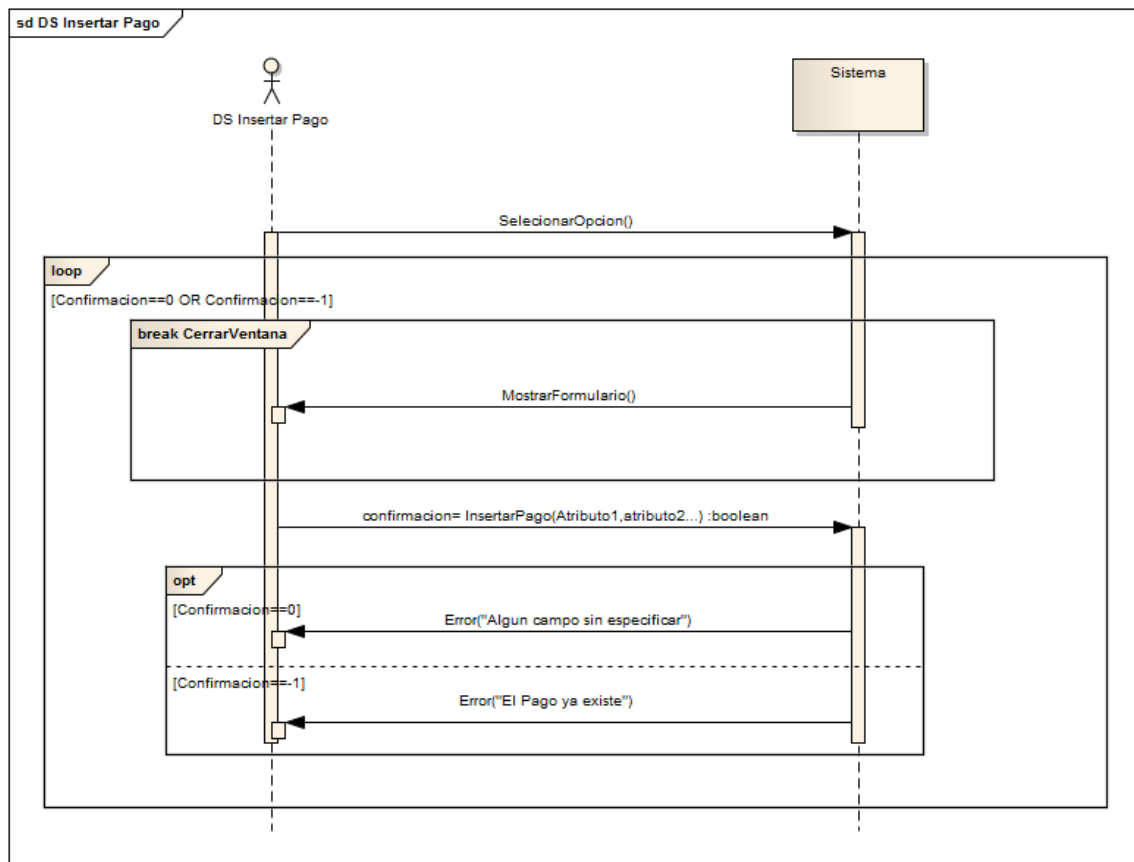 sd DS Insertar Pago
DS Insertar Pago
Sistema
SelecionarOpcion()
loop
[Confirmacion==0 OR Confirmacion==-1]
break CerrarVentana
MostrarFormulario()
confirmacion= InsertarPago(Atributo1,atributo2...) :boolean
opt
[Confirmacion==0]
Error("Algun campo sin especificar")
[Confirmacion==-1]
Error("El Pago ya existe")